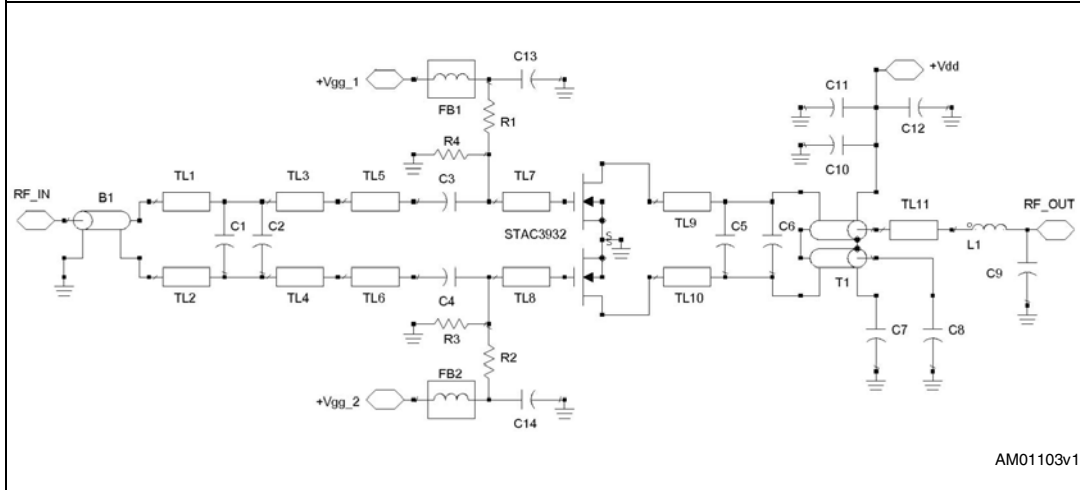 C13
+Vgg_1
FB1
R1
R4
C11
+Vdd
C12
C10
RF_IN
B1
TL1
TL3
TL5
C3
TL7
TL9
TL11
RF_OUT
C1
C2
STAC3932
S
S
C5
C6
L1
C9
TL2
TL4
TL6
C4
TL8
TL10
T1
R3
C7
C8
R2
FB2
+Vgg_2
C14
AM01103v1